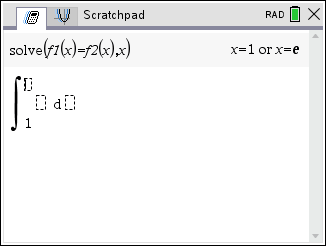 Scratchpad RAD
solve(f1(x)=f2(x),x) x=1 or x=e
∫ d
1